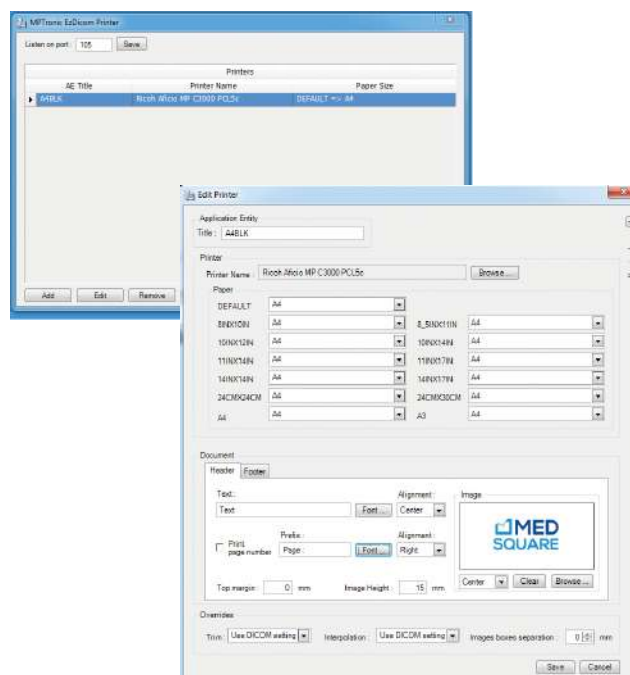 MPTronic EzDicom Printer
Listen on port : 105 Save
Printers
AE Title Printer Name Paper Size
A4BLK Ricoh Aficio MP C3000 PCL5c DEFAULT => A4
Add Edit Remove
Edit Printer
Application Entity
Title : A4BLK
Printer
Printer Name : Ricoh Aficio MP C3000 PCL5c Browse ...
Paper
DEFAULT A4
8INX10IN A4 8_5INX11IN A4
10INX12IN A4 10INX14IN A4
11INX14IN A4 11INX17IN A4
14INX14IN A4 14INX17IN A4
24CMX24CM A4 24CMX30CM A4
A4 A4 A3 A4
Document
Header Footer
Text : Alignment : Image
Text Font ... Center
MED
SQUARE
Prefix : Alignment :
Print page number Page : Font ... Right
Center Clear Browse ...
Top margin : 0 mm Image Height : 15 mm
Overrides
Trim : Use DICOM setting Interpolation : Use DICOM setting Images boxes separation : 0 mm
Save Cancel